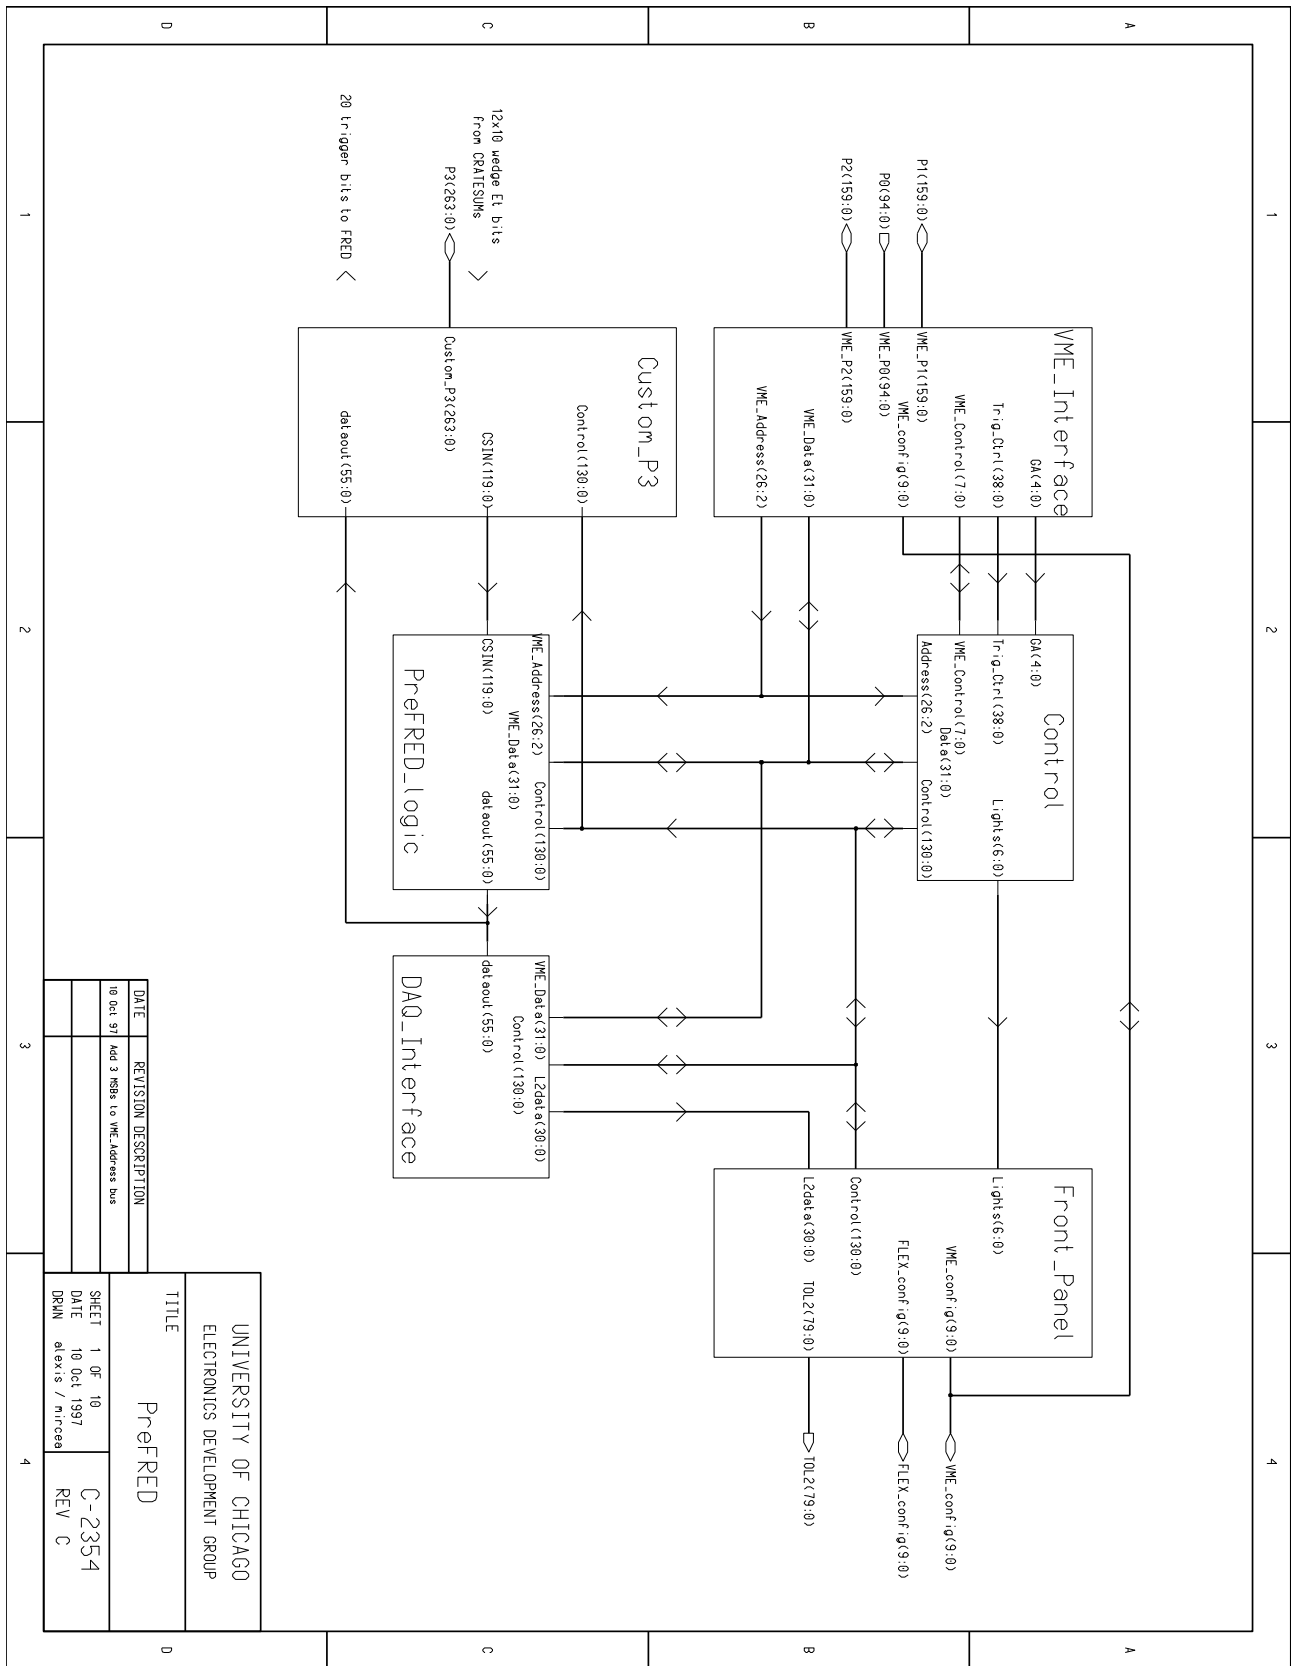 1
2
3
4
A
A
VME_Interface
GA(4:0)
Trig_Ctrl(38:0)
VME_Control(7:0)
P1(159:0)
VME_P1(159:0)
VME_config(9:0)
P0(94:0)
VME_P0(94:0)
P2(159:0)
VME_P2(159:0)
VME_Data(31:0)
VME_Address(26:2)
Control
GA(4:0)
Trig_Ctrl(38:0)
Lights(6:0)
VME_Control(7:0)
Data(31:0)
Address(26:2)
Control(130:0)
Front_Panel
Lights(6:0)
VME_config(9:0)
VME_config(9:0)
FLEX_config(9:0)
FLEX_config(9:0)
Control(130:0)
L2data(30:0)
TOL2(79:0)
TOL2(79:0)
B
B
Custom_P3
Control(130:0)
12x10 wedge Et bits
from CRATESUMs
CSIN(119:0)
P3(263:0)
Custom_P3(263:0)
20 trigger bits to FRED
dataout(55:0)
VME_Address(26:2)
Control(130:0)
VME_Data(31:0)
CSIN(119:0)
dataout(55:0)
PreFRED_logic
VME_Data(31:0)
L2data(30:0)
Control(130:0)
dataout(55:0)
DAQ_Interface
C
C
UNIVERSITY OF CHICAGO
ELECTRONICS DEVELOPMENT GROUP
TITLE
PreFRED
DATE
REVISION DESCRIPTION
10 Oct 97
Add 3 MSBs to VME_Address bus
SHEET 1 OF 10
DATE 10 Oct 1997
DRWN alexis / mircea
C-2354
REV C
D
D
1
2
3
4